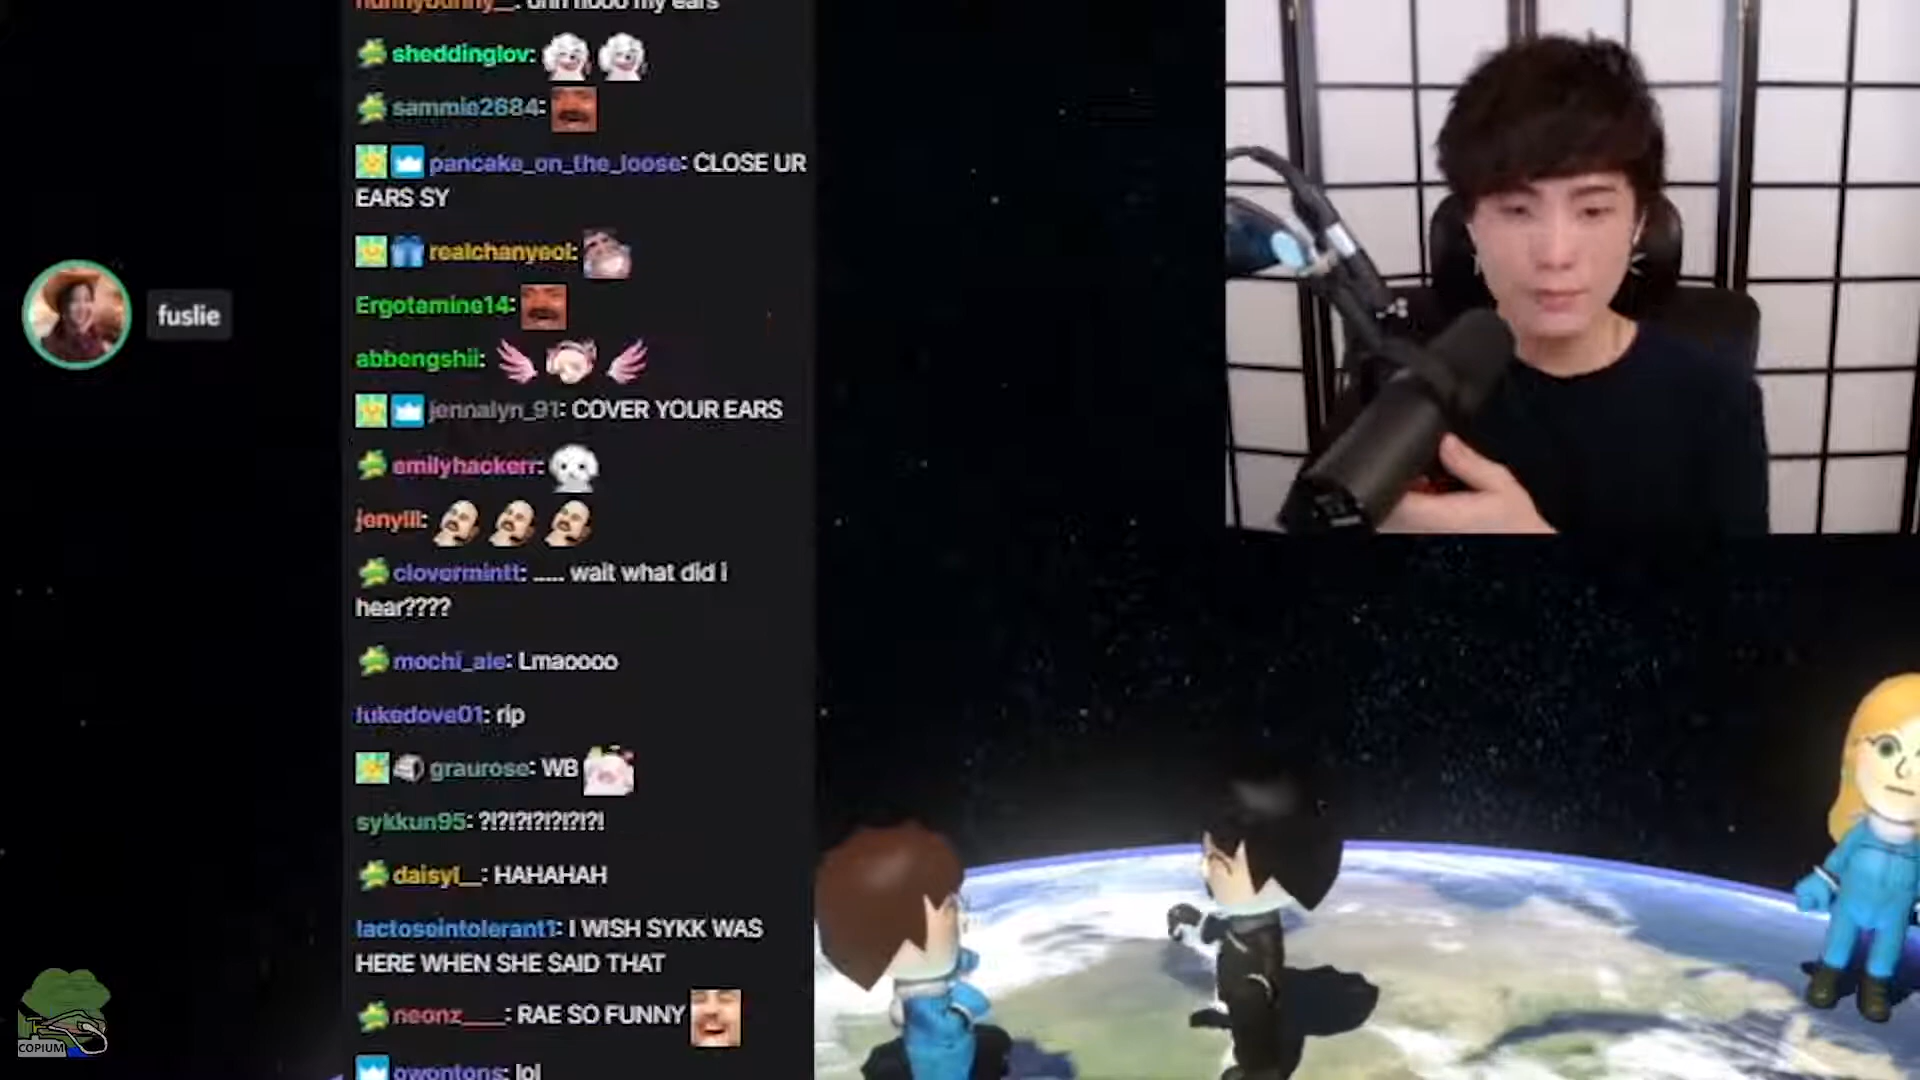 fuslie
sheddinglov:
sammie2684:
pancake_on_the_loose: CLOSE UR
EARS SY
realchanyeol:
Ergotamine14:
abbengshii:
jennalyn_91: COVER YOUR EARS
emilyhackerr:
jenyiii:
clovermintt: ..... wait what did i
hear????
mochi_ale: Lmaoooo
lukedove01: rip
graurose: WB
sykkun95: ?!?!?!?!?!?!?!
daisyl__: HAHAHAH
lactoseintolerant1: I WISH SYKK WAS
HERE WHEN SHE SAID THAT
neonz___: RAE SO FUNNY
owontons: lol
COPIUM